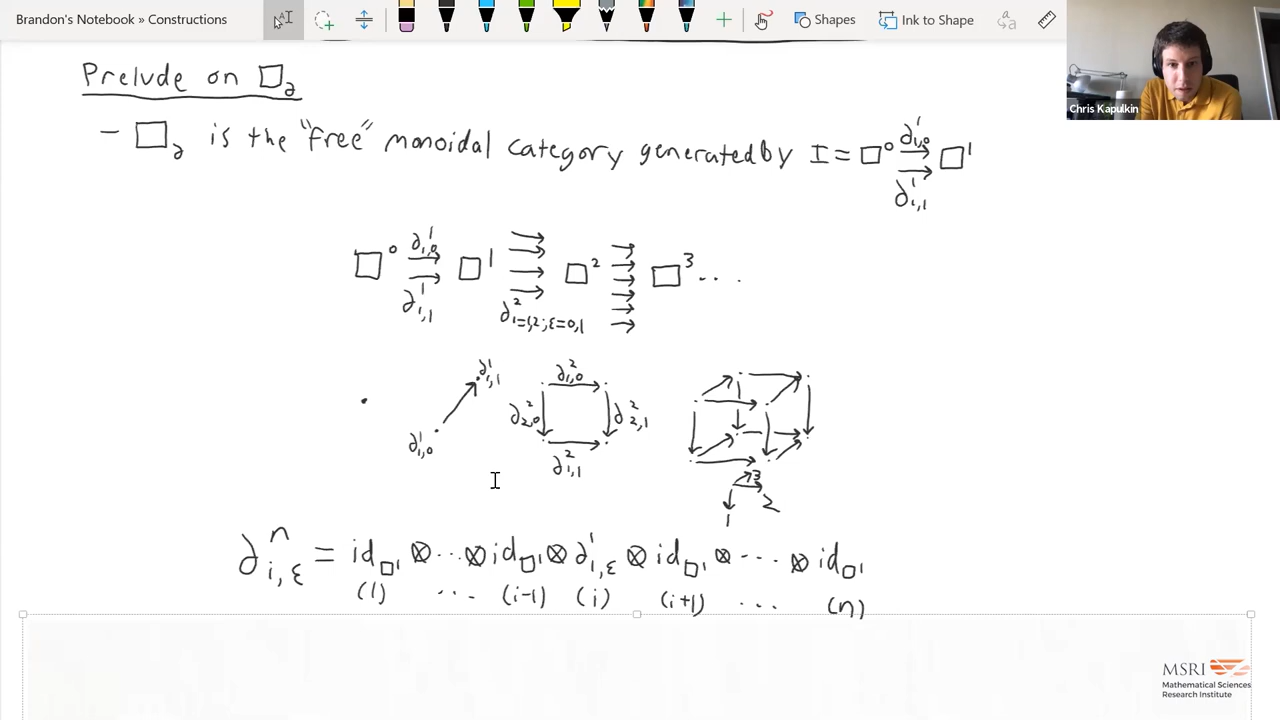 Brandon's Notebook » Constructions
Shapes
Ink to Shape
Chris Kapulkin
Prelude on □₂
- □₂ is the "free" monoidal category generated by I = □⁰ ⇉ □¹
∂¹₁,₀
∂¹₁,₁
□⁰ ∂¹₁,₀ ∂¹₁,₁ □¹ ∂²ᵢ₌₁,₂;ε=0,1 □² □³ ...
∂¹₁,₁ ∂²₁,₀
∂²₂,₀ ∂²₂,₁
∂¹₁,₀ ∂²₁,₁
3
2
1
∂ⁿᵢ,ε = id□¹ ⊗ ... ⊗ id□¹ ⊗ ∂¹₁,ε ⊗ id□¹ ⊗ ... ⊗ id□¹
(1) ... (i-1) (i) (i+1) ... (n)
MSRI
Mathematical Sciences
Research Institute